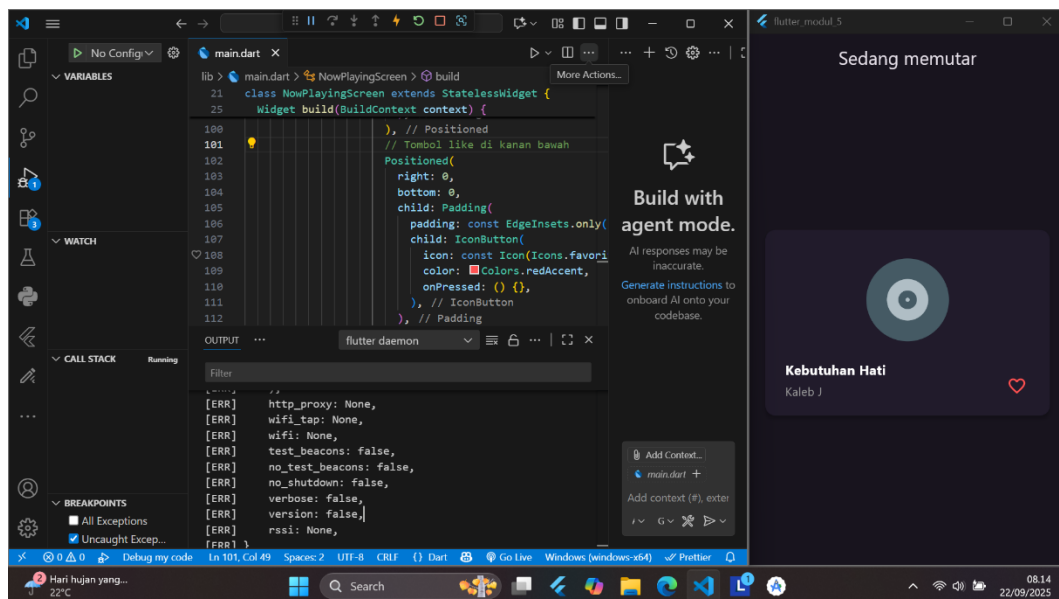 No Config
main.dart
flutter_modul_5
lib > main.dart > NowPlayingScreen > build
More Actions...
VARIABLES
21 class NowPlayingScreen extends StatelessWidget {
25 Widget build(BuildContext context) {
100 ), // Positioned
101 // Tombol like di kanan bawah
102 Positioned(
103 right: 0,
104 bottom: 0,
105 child: Padding(
106 padding: const EdgeInsets.only(
107 child: IconButton(
108 icon: const Icon(Icons.favori
109 color: Colors.redAccent,
110 onPressed: () {},
111 ), // IconButton
112 ), // Padding
WATCH
CALL STACK
Running
BREAKPOINTS
All Exceptions
Uncaught Excep...
OUTPUT
flutter daemon
Filter
[ERR] http_proxy: None,
[ERR] wifi_tap: None,
[ERR] wifi: None,
[ERR] test_beacons: false,
[ERR] no_test_beacons: false,
[ERR] no_shutdown: false,
[ERR] verbose: false,
[ERR] version: false,
[ERR] rssi: None,
[ERR] }
Build with
agent mode.
AI responses may be
inaccurate.
Generate instructions to
onboard AI onto your
codebase.
Add Context...
main.dart
Add context (#), exter
G
Sedang memutar
Kebutuhan Hati
Kaleb J
1
3
0 0 Debug my code Ln 101, Col 49 Spaces: 2 UTF-8 CRLF {} Dart Go Live Windows (windows-x64) Prettier
2
Hari hujan yang...
22°C
Search
L
08.14
22/09/2025